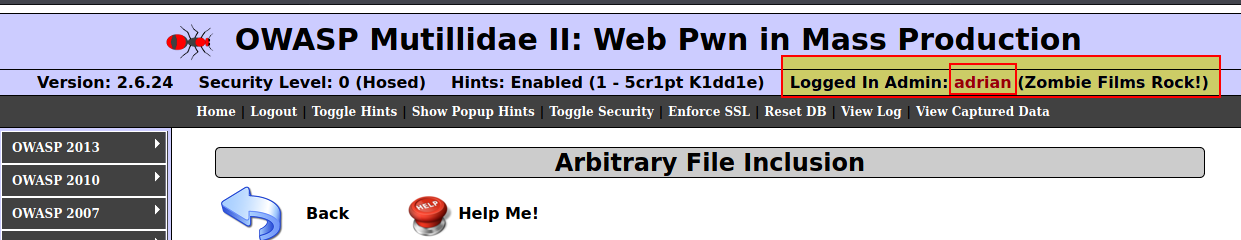 OWASP Mutillidae II: Web Pwn in Mass Production
Version: 2.6.24 Security Level: 0 (Hosed) Hints: Enabled (1 - 5cr1pt K1dd1e) Logged In Admin: adrian (Zombie Films Rock!)
Home | Logout | Toggle Hints | Show Popup Hints | Toggle Security | Enforce SSL | Reset DB | View Log | View Captured Data
OWASP 2013
OWASP 2010
OWASP 2007
Arbitrary File Inclusion
Back
HELP
Help Me!